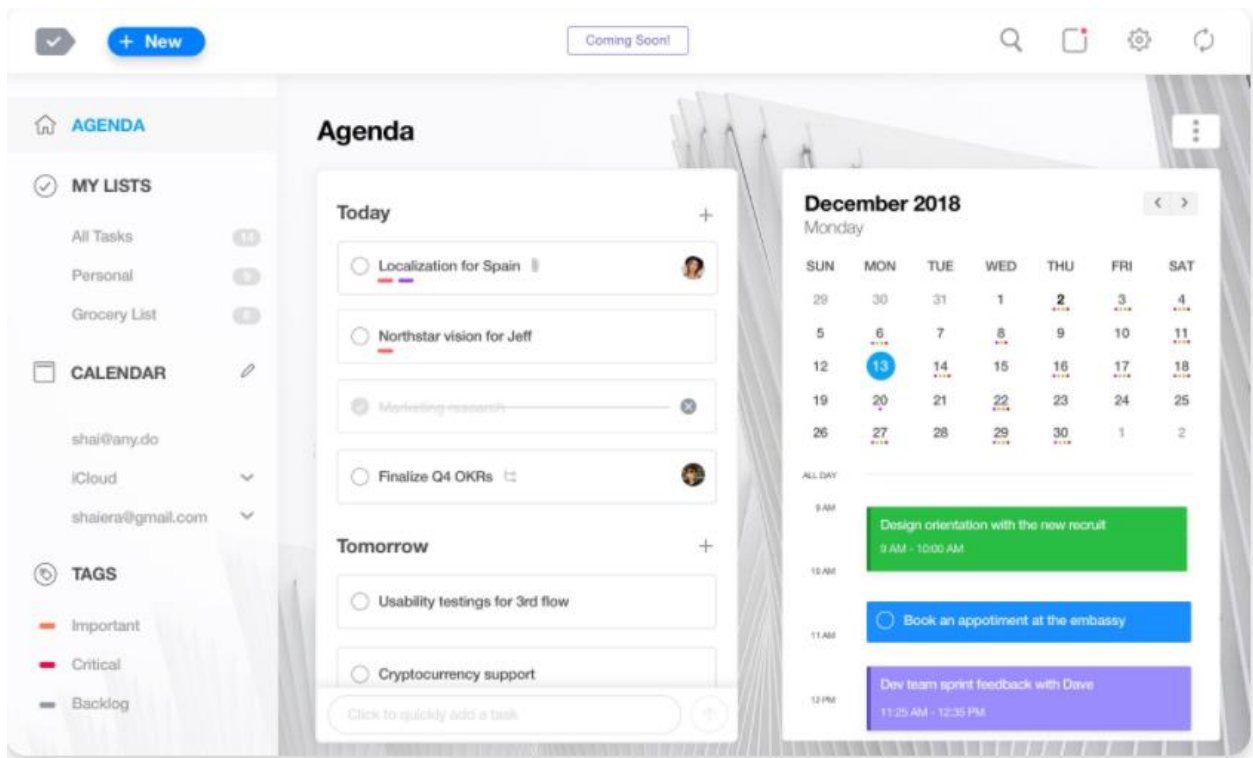 + New
Coming Soon!
AGENDA
MY LISTS
All Tasks 14
Personal
Grocery List
CALENDAR
shai@any.do
iCloud
shaiera@gmail.com
TAGS
Important
Critical
Backlog
Agenda
Today +
Localization for Spain
Northstar vision for Jeff
Marketing research
Finalize Q4 OKRs
Tomorrow +
Usability testings for 3rd flow
Cryptocurrency support
Click to quickly add a task
December 2018 < >
Monday
SUN MON TUE WED THU FRI SAT
29 30 31 1 2 3 4
5 6 7 8 9 10 11
12 13 14 15 16 17 18
19 20 21 22 23 24 25
26 27 28 29 30 1 2
ALL DAY
9 AM
Design orientation with the new recruit
9 AM - 10:00 AM
10 AM
Book an appotiment at the embassy
11 AM
Dev team sprint feedback with Dave
12 PM
11:25 AM - 12:35 PM